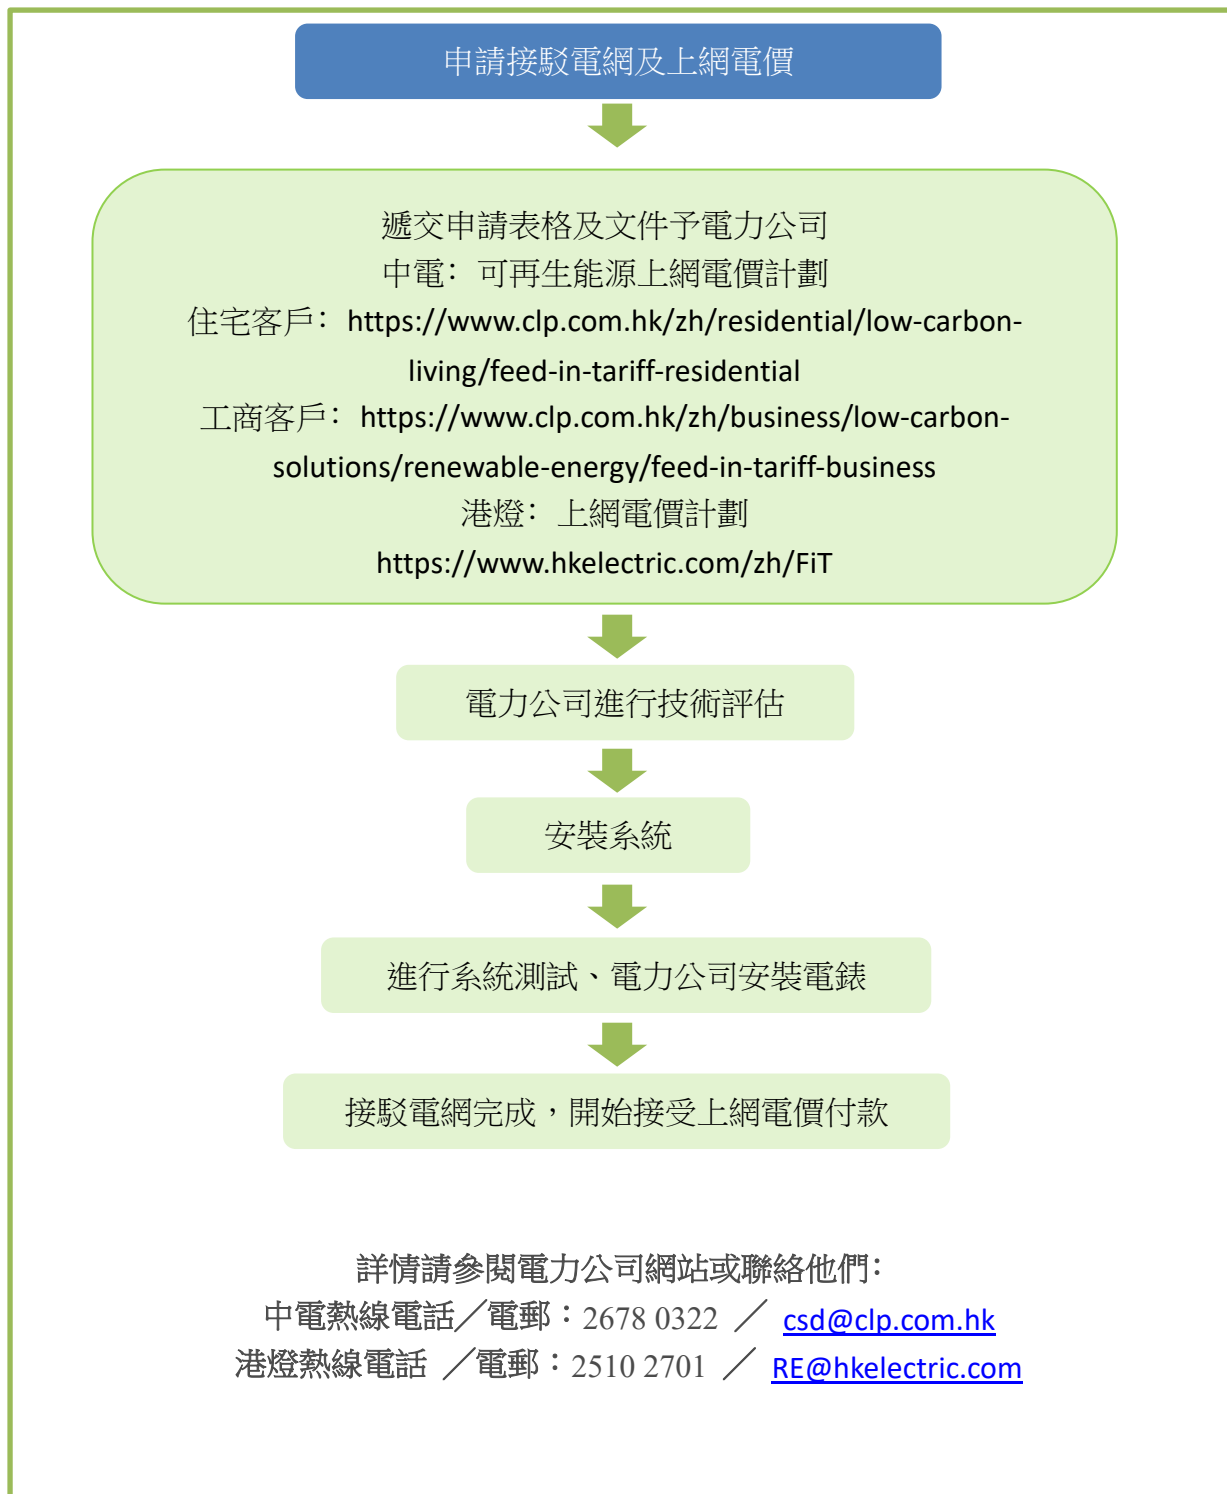 申請接駁電網及上網電價
遞交申請表格及文件予電力公司
中電：可再生能源上網電價計劃
住宅客戶：https://www.clp.com.hk/zh/residential/low-carbon-
living/feed-in-tariff-residential
工商客戶：https://www.clp.com.hk/zh/business/low-carbon-
solutions/renewable-energy/feed-in-tariff-business
港燈：上網電價計劃
https://www.hkelectric.com/zh/FiT
電力公司進行技術評估
安裝系統
進行系統測試、電力公司安裝電錶
接駁電網完成，開始接受上網電價付款
詳情請參閱電力公司網站或聯絡他們：
中電熱線電話／電郵：2678 0322 ／ csd@clp.com.hk
港燈熱線電話 ／電郵：2510 2701 ／ RE@hkelectric.com